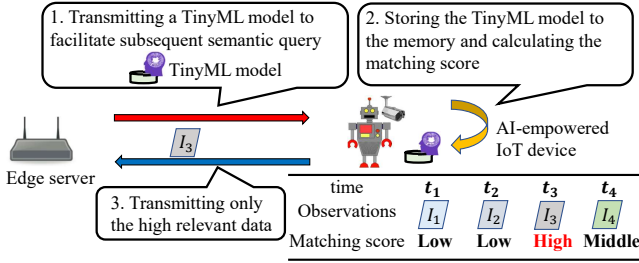 1. Transmitting a TinyML model to
facilitate subsequent semantic query
TinyML model
2. Storing the TinyML model to
the memory and calculating the
matching score
I3
Edge server
AI-empowered
IoT device
3. Transmitting only
the high relevant data
time t1 t2 t3 t4
Observations I1 I2 I3 I4
Matching score Low Low High Middle